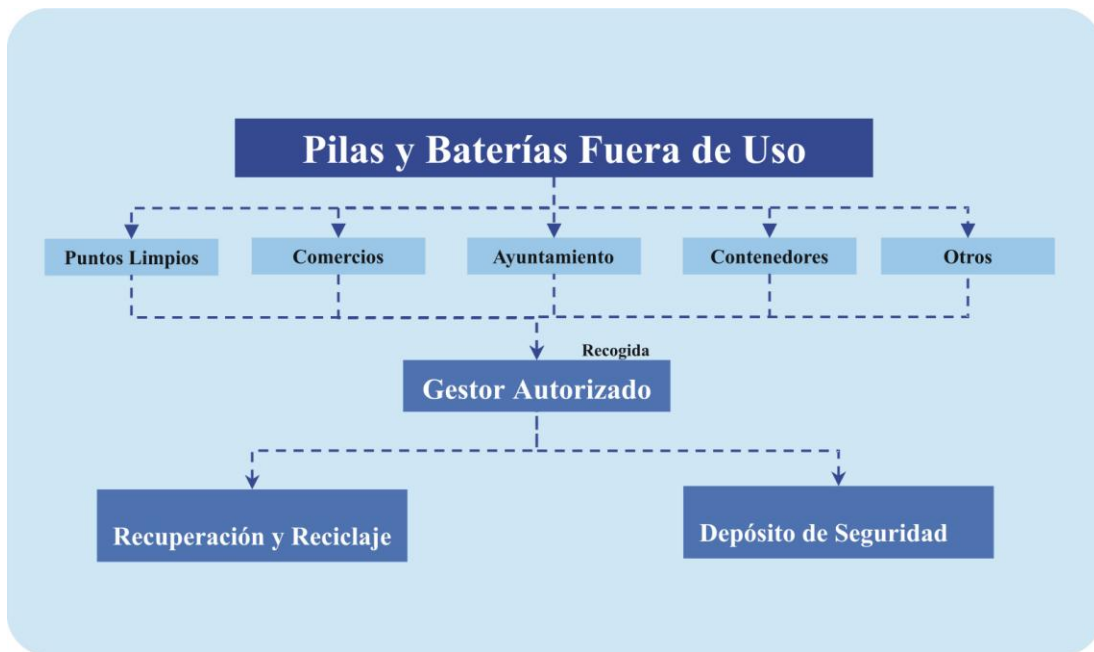 Pilas y Baterías Fuera de Uso
Puntos Limpios
Comercios
Ayuntamiento
Contenedores
Otros
Recogida
Gestor Autorizado
Recuperación y Reciclaje
Depósito de Seguridad